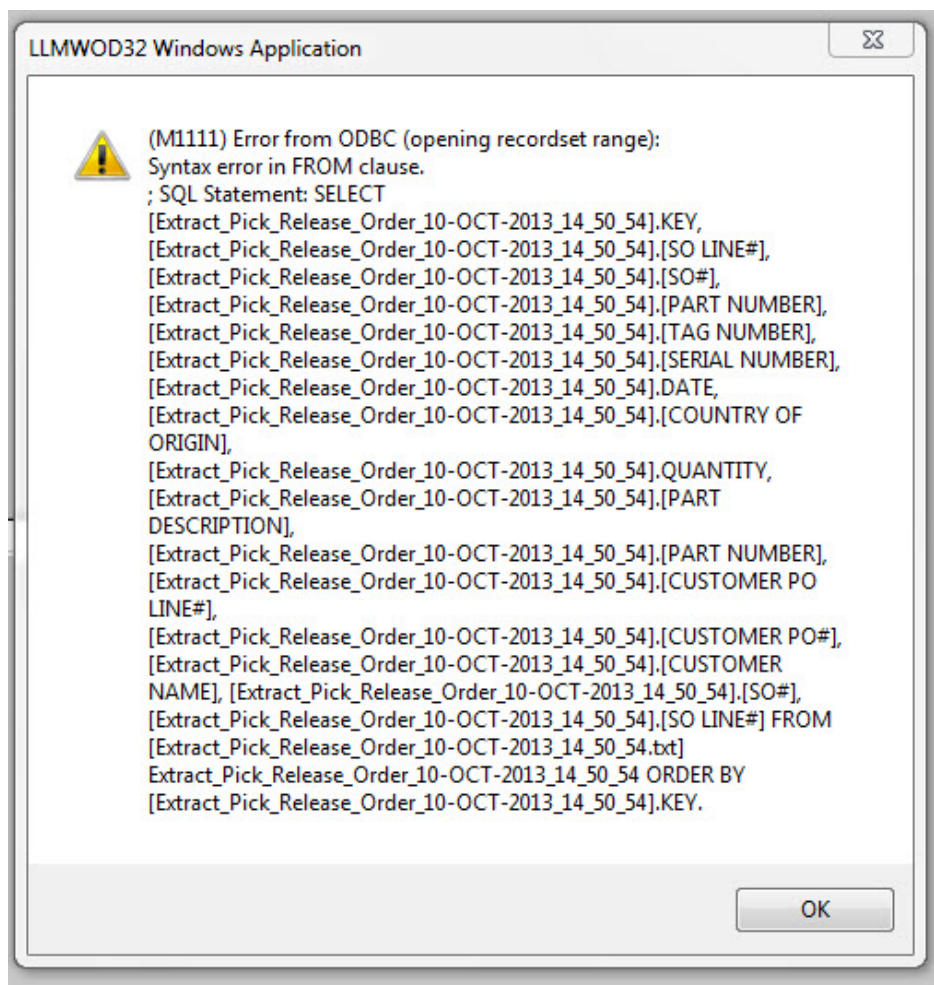 LLMWOD32 Windows Application
(M1111) Error from ODBC (opening recordset range):
Syntax error in FROM clause.
; SQL Statement: SELECT
[Extract_Pick_Release_Order_10-OCT-2013_14_50_54].KEY,
[Extract_Pick_Release_Order_10-OCT-2013_14_50_54].[SO LINE#],
[Extract_Pick_Release_Order_10-OCT-2013_14_50_54].[SO#],
[Extract_Pick_Release_Order_10-OCT-2013_14_50_54].[PART NUMBER],
[Extract_Pick_Release_Order_10-OCT-2013_14_50_54].[TAG NUMBER],
[Extract_Pick_Release_Order_10-OCT-2013_14_50_54].[SERIAL NUMBER],
[Extract_Pick_Release_Order_10-OCT-2013_14_50_54].DATE,
[Extract_Pick_Release_Order_10-OCT-2013_14_50_54].[COUNTRY OF
ORIGIN],
[Extract_Pick_Release_Order_10-OCT-2013_14_50_54].QUANTITY,
[Extract_Pick_Release_Order_10-OCT-2013_14_50_54].[PART
DESCRIPTION],
[Extract_Pick_Release_Order_10-OCT-2013_14_50_54].[PART NUMBER],
[Extract_Pick_Release_Order_10-OCT-2013_14_50_54].[CUSTOMER PO
LINE#],
[Extract_Pick_Release_Order_10-OCT-2013_14_50_54].[CUSTOMER PO#],
[Extract_Pick_Release_Order_10-OCT-2013_14_50_54].[CUSTOMER
NAME], [Extract_Pick_Release_Order_10-OCT-2013_14_50_54].[SO#],
[Extract_Pick_Release_Order_10-OCT-2013_14_50_54].[SO LINE#] FROM
[Extract_Pick_Release_Order_10-OCT-2013_14_50_54.txt]
Extract_Pick_Release_Order_10-OCT-2013_14_50_54 ORDER BY
[Extract_Pick_Release_Order_10-OCT-2013_14_50_54].KEY.
OK